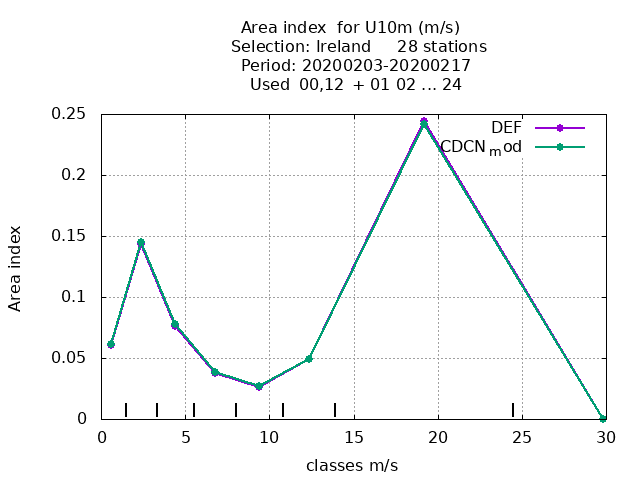 Area index  for U10m (m/s)
Selection: Ireland     28 stations
Period: 20200203-20200217
Used  00,12  + 01 02 ... 24
DEF
CDCN_mod
0.25
0.2
0.15
0.1
0.05
0
Area index
0 5 10 15 20 25 30
classes m/s